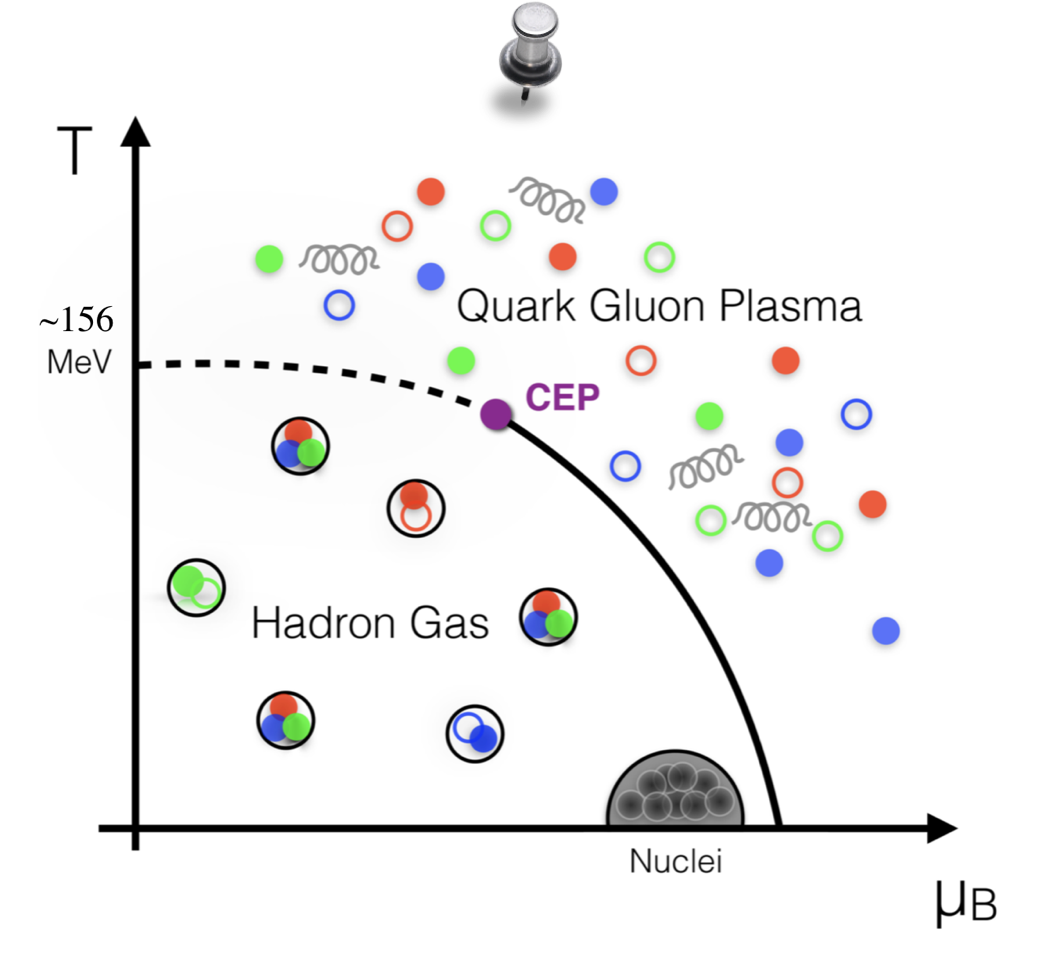 T
~156
MeV
Quark Gluon Plasma
CEP
Hadron Gas
Nuclei
μB